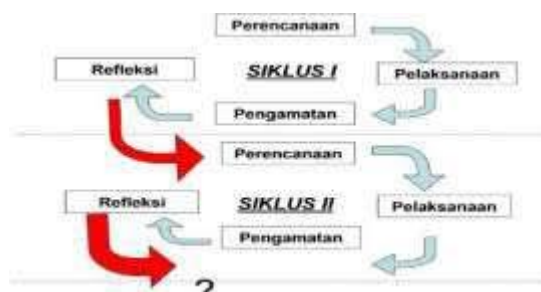 Perencanaan
Refleksi
SIKLUS I
Pelaksanaan
Pengamatan
Perencanaan
Refleksi
SIKLUS II
Pelaksanaan
Pengamatan
?